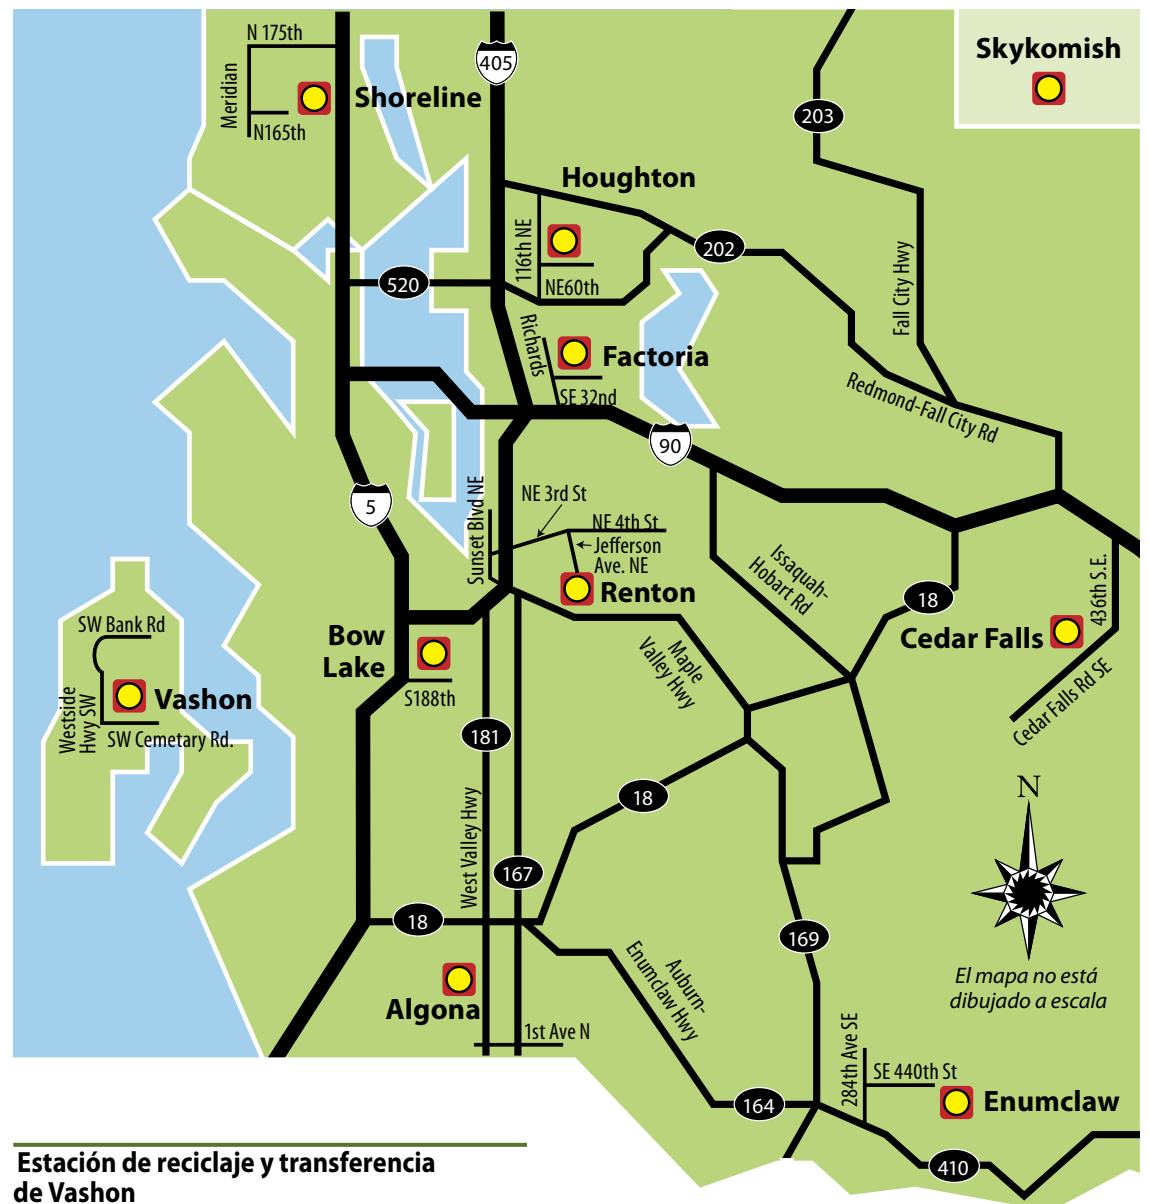 N 175th
Meridian
N165th
Shoreline
405
203
Skykomish
Houghton
116th NE
NE60th
202
520
Fall City Hwy
Richards
Factoria
SE 32nd
Redmond-Fall City Rd
90
5
Sunset Blvd NE
NE 3rd St
NE 4th St
Jefferson
Ave. NE
Renton
Issaquah-
Hobart Rd
18
436th S.E.
Cedar Falls
Cedar Falls Rd SE
SW Bank Rd
Westside
Hwy SW
Vashon
SW Cemetary Rd.
Bow
Lake
S188th
Maple
Valley Hwy
181
18
West Valley Hwy
167
18
169
N
El mapa no está
dibujado a escala
Algona
Auburn-
Enumclaw Hwy
1st Ave N
284th Ave SE
SE 440th St
Enumclaw
164
410
Estación de reciclaje y transferencia
de Vashon